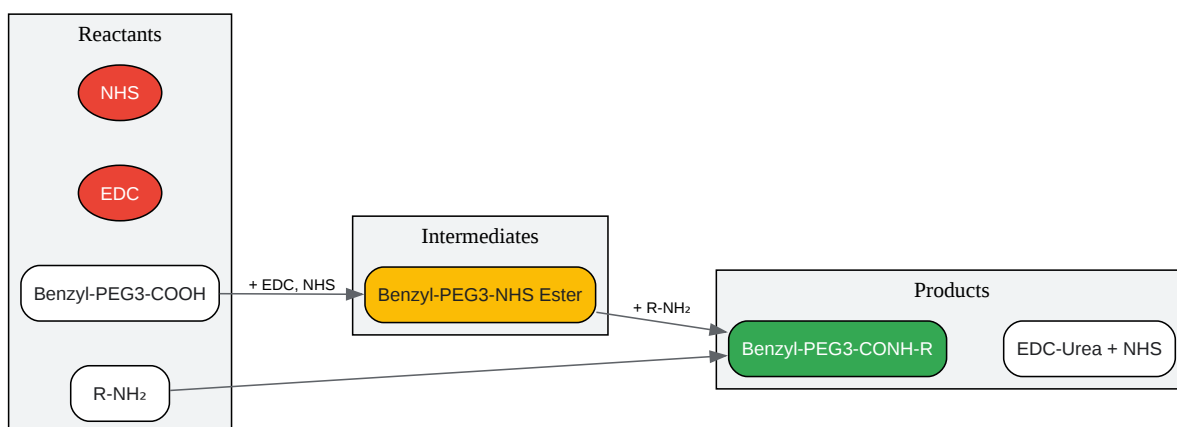 Reactants
NHS
EDC
Benzyl-PEG3-COOH
R-NH₂
+ EDC, NHS
Intermediates
Benzyl-PEG3-NHS Ester
+ R-NH₂
Products
Benzyl-PEG3-CONH-R
EDC-Urea + NHS